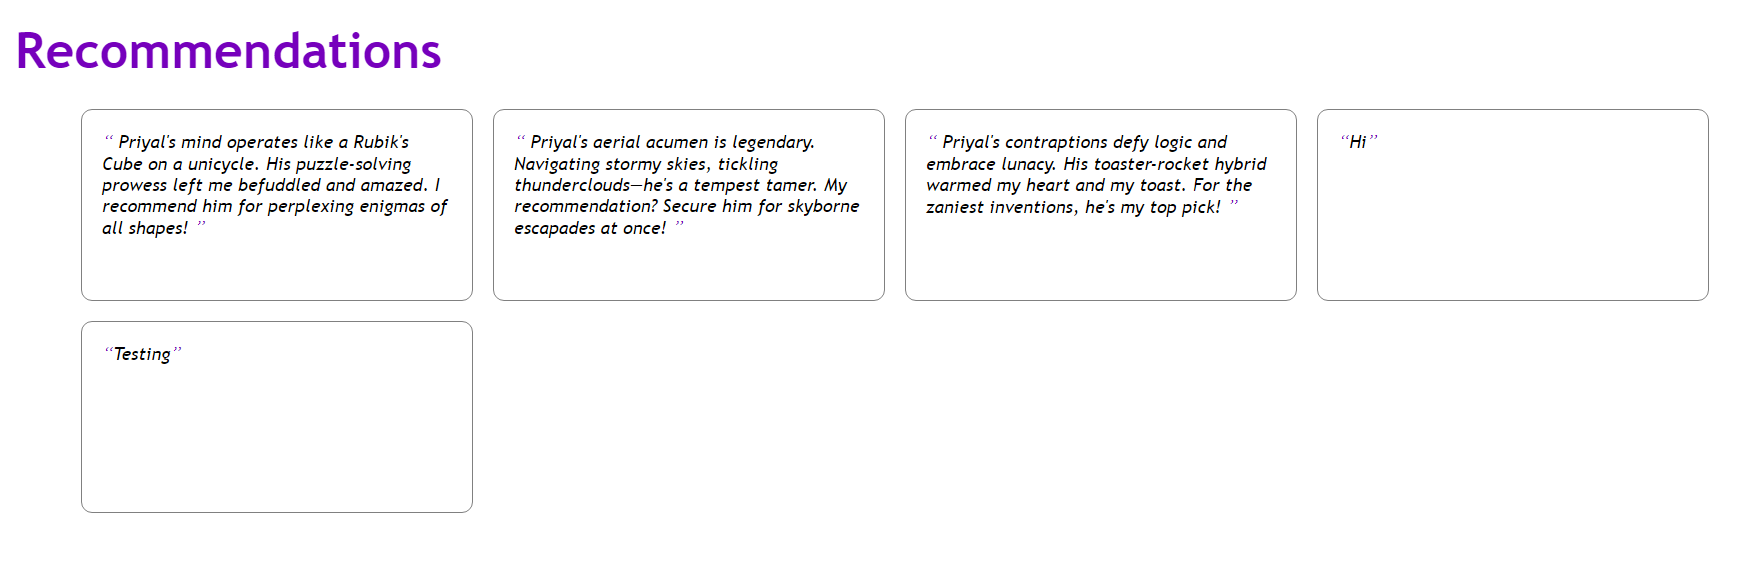 Recommendations
“ Priyal's mind operates like a Rubik's
Cube on a unicycle. His puzzle-solving
prowess left me befuddled and amazed. I
recommend him for perplexing enigmas of
all shapes! ”
“ Priyal's aerial acumen is legendary.
Navigating stormy skies, tickling
thunderclouds—he's a tempest tamer. My
recommendation? Secure him for skyborne
escapades at once! ”
“ Priyal's contraptions defy logic and
embrace lunacy. His toaster-rocket hybrid
warmed my heart and my toast. For the
zaniest inventions, he's my top pick! ”
“Hi”
“Testing”